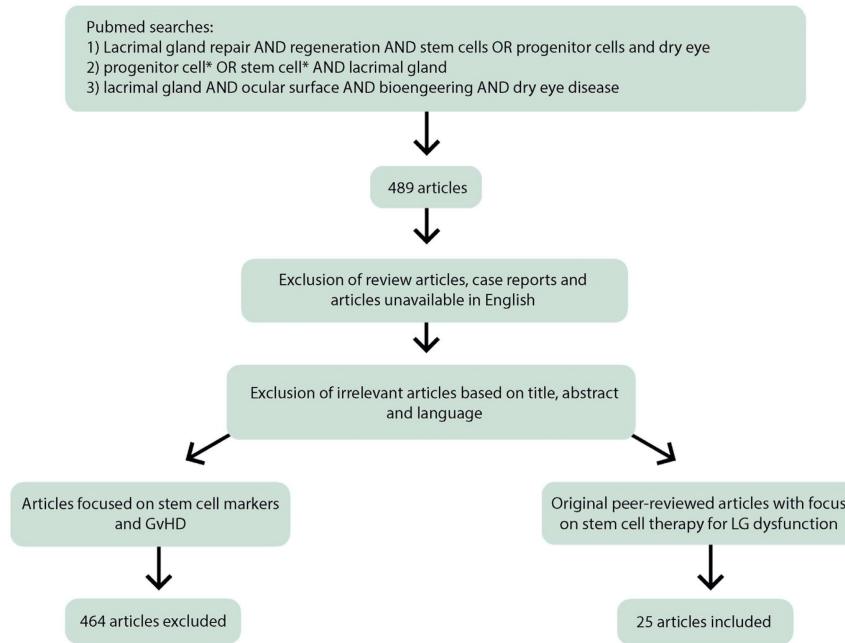 Pubmed searches:
1) Lacrimal gland repair AND regeneration AND stem cells OR progenitor cells and dry eye
2) progenitor cell* OR stem cell* AND lacrimal gland
3) lacrimal gland AND ocular surface AND bioengeering AND dry eye disease
489 articles
Exclusion of review articles, case reports and
articles unavailable in English
Exclusion of irrelevant articles based on title, abstract
and language
Articles focused on stem cell markers
and GvHD
Original peer-reviewed articles with focus
on stem cell therapy for LG dysfunction
464 articles excluded
25 articles included